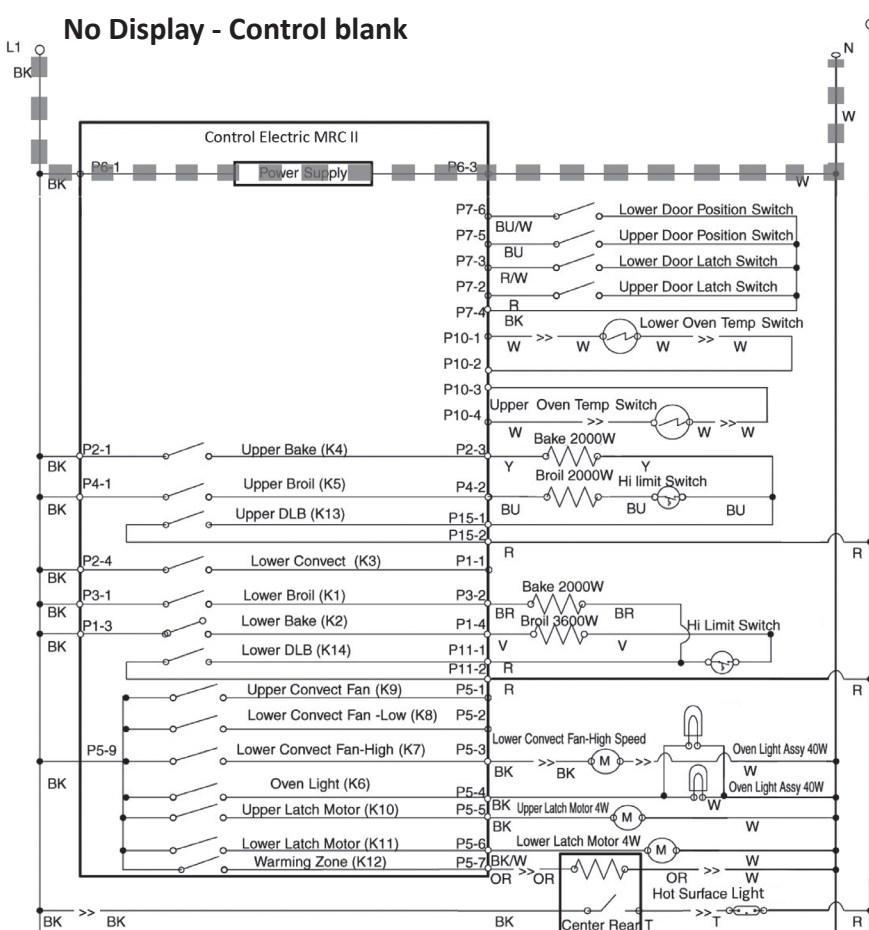 No Display - Control blank
L1
BK
N
W
Control Electric MRC II
P6-1
Power Supply
P6-3
BK
W
P7-6
BU/W
Lower Door Position Switch
P7-5
BU
Upper Door Position Switch
P7-3
R/W
Lower Door Latch Switch
P7-2
R
Upper Door Latch Switch
P7-4
BK
Lower Oven Temp Switch
P10-1
W >> W W >> W
P10-2
P10-3
P10-4
Upper Oven Temp Switch
W >> W >> W
P2-1
BK
Upper Bake (K4)
P2-3
Y
Bake 2000W
Y
P4-1
BK
Upper Broil (K5)
P4-2
BU
Broil 2000W
Hi limit Switch
BU
BU
Upper DLB (K13)
P15-1
P15-2
R
R
P2-4
BK
Lower Convect (K3)
P1-1
P3-1
BK
Lower Broil (K1)
P3-2
BR
Bake 2000W
BR
P1-3
BK
Lower Bake (K2)
P1-4
V
Broil 3600W
V
Hi Limit Switch
Lower DLB (K14)
P11-1
P11-2
R
R
Upper Convect Fan (K9)
P5-1
R
Lower Convect Fan -Low (K8)
P5-2
P5-9
BK
Lower Convect Fan-High (K7)
P5-3
Lower Convect Fan-High Speed
BK >> BK M >>
Oven Light Assy 40W
W
Oven Light (K6)
P5-4
BK
Oven Light Assy 40W
W
Upper Latch Motor (K10)
P5-5
BK
Upper Latch Motor 4W
M
W
Lower Latch Motor (K11)
P5-6
BK/W
Lower Latch Motor 4W
M
W
Warming Zone (K12)
P5-7
OR >> OR
OR >> W
Hot Surface Light
BK >> BK
BK
Center Rear
T >> T
R